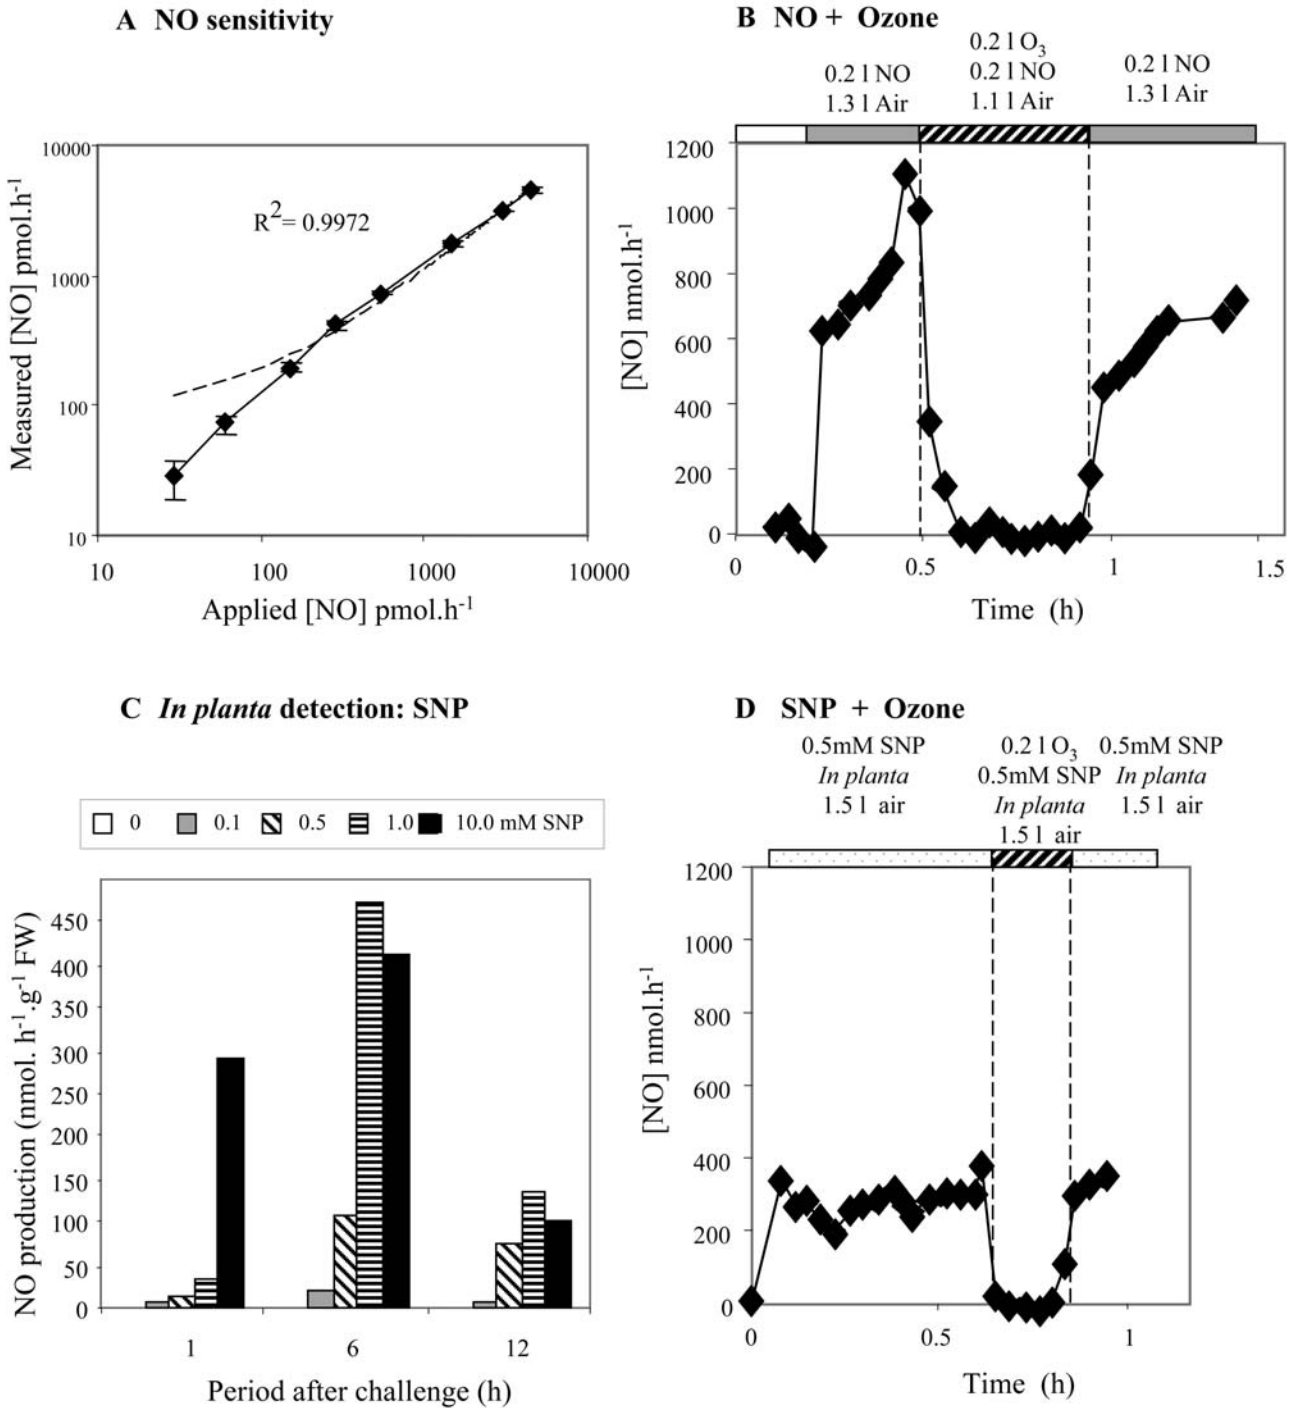 A NO sensitivity
10000
1000
100
10
10
100
1000
10000
R2= 0.9972
Measured [NO] pmol.h-1
Applied [NO] pmol.h-1
B NO + Ozone
0.2 l NO
1.3 l Air
0.2 l O3
0.2 l NO
1.1 l Air
0.2 l NO
1.3 l Air
1200
1000
800
600
400
200
0
0
0.5
1
1.5
[NO] nmol.h-1
Time (h)
C In planta detection: SNP
0 0.1 0.5 1.0 10.0 mM SNP
450
400
350
300
250
200
150
100
50
0
1
6
12
NO production (nmol. h-1.g-1 FW)
Period after challenge (h)
D SNP + Ozone
0.5mM SNP
In planta
1.5 l air
0.2 l O3
0.5mM SNP
In planta
1.5 l air
0.5mM SNP
In planta
1.5 l air
1200
1000
800
600
400
200
0
0
0.5
1
[NO] nmol.h-1
Time (h)